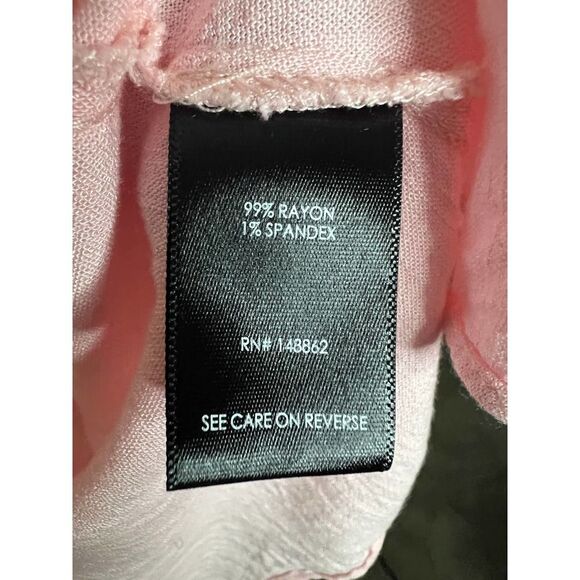 99% RAYON
1% SPANDEX
RN# 148862
SEE CARE ON REVERSE